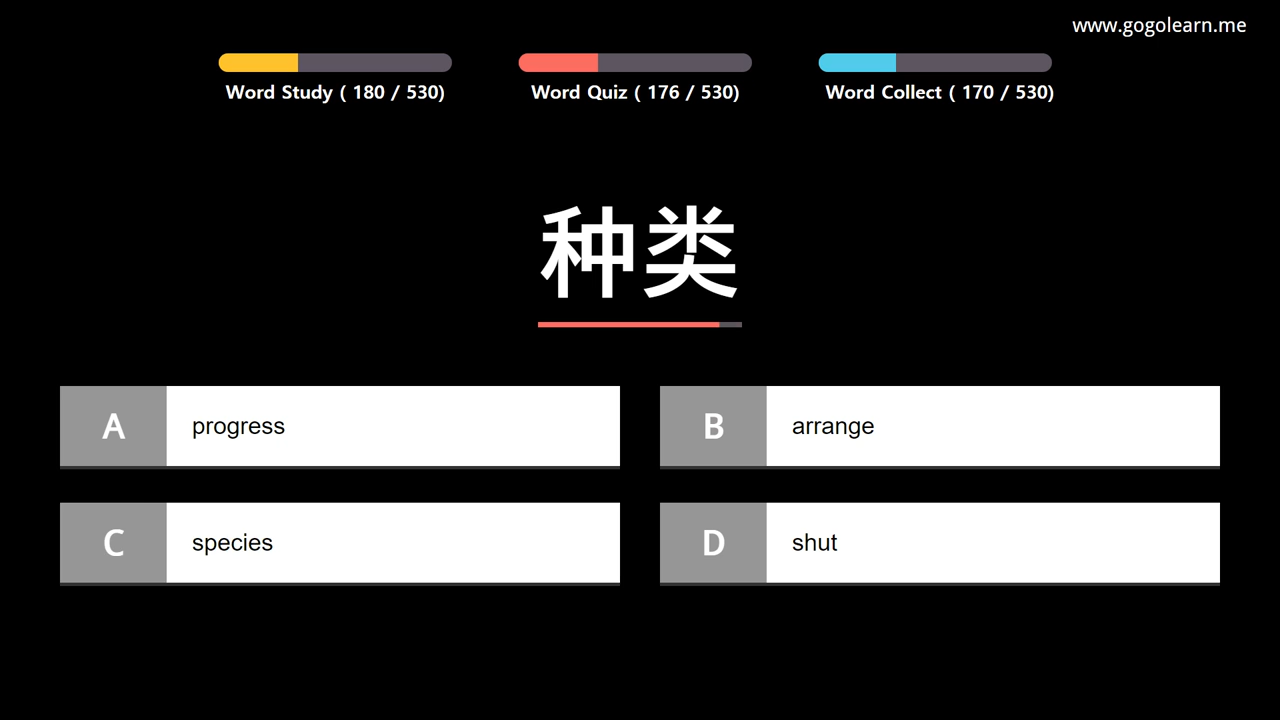 www.gogolearn.me
Word Study ( 180 / 530)
Word Quiz ( 176 / 530)
Word Collect ( 170 / 530)
种类
A progress
B arrange
C species
D shut